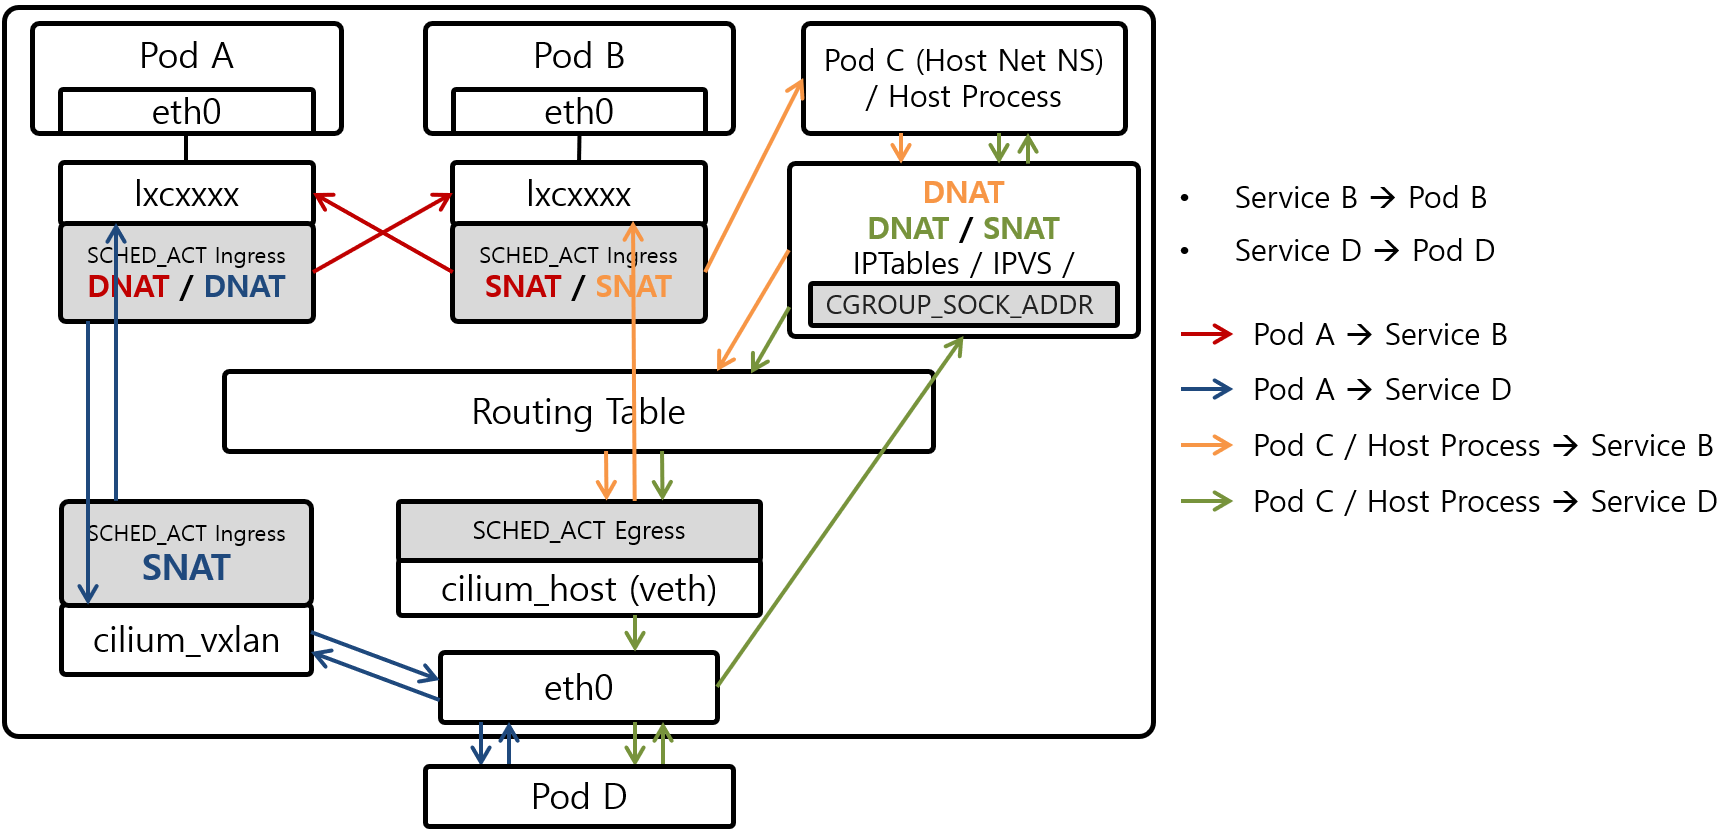 Pod A
eth0
lxcxxxx
SCHED_ACT Ingress
DNAT / DNAT
Pod B
eth0
lxcxxxx
SCHED_ACT Ingress
SNAT / SNAT
Pod C (Host Net NS)
/ Host Process
DNAT
DNAT / SNAT
IPTables / IPVS /
CGROUP_SOCK_ADDR
Routing Table
SCHED_ACT Ingress
SNAT
cilium_vxlan
SCHED_ACT Egress
cilium_host (veth)
eth0
Pod D
• Service B → Pod B
• Service D → Pod D
Pod A → Service B
Pod A → Service D
Pod C / Host Process → Service B
Pod C / Host Process → Service D